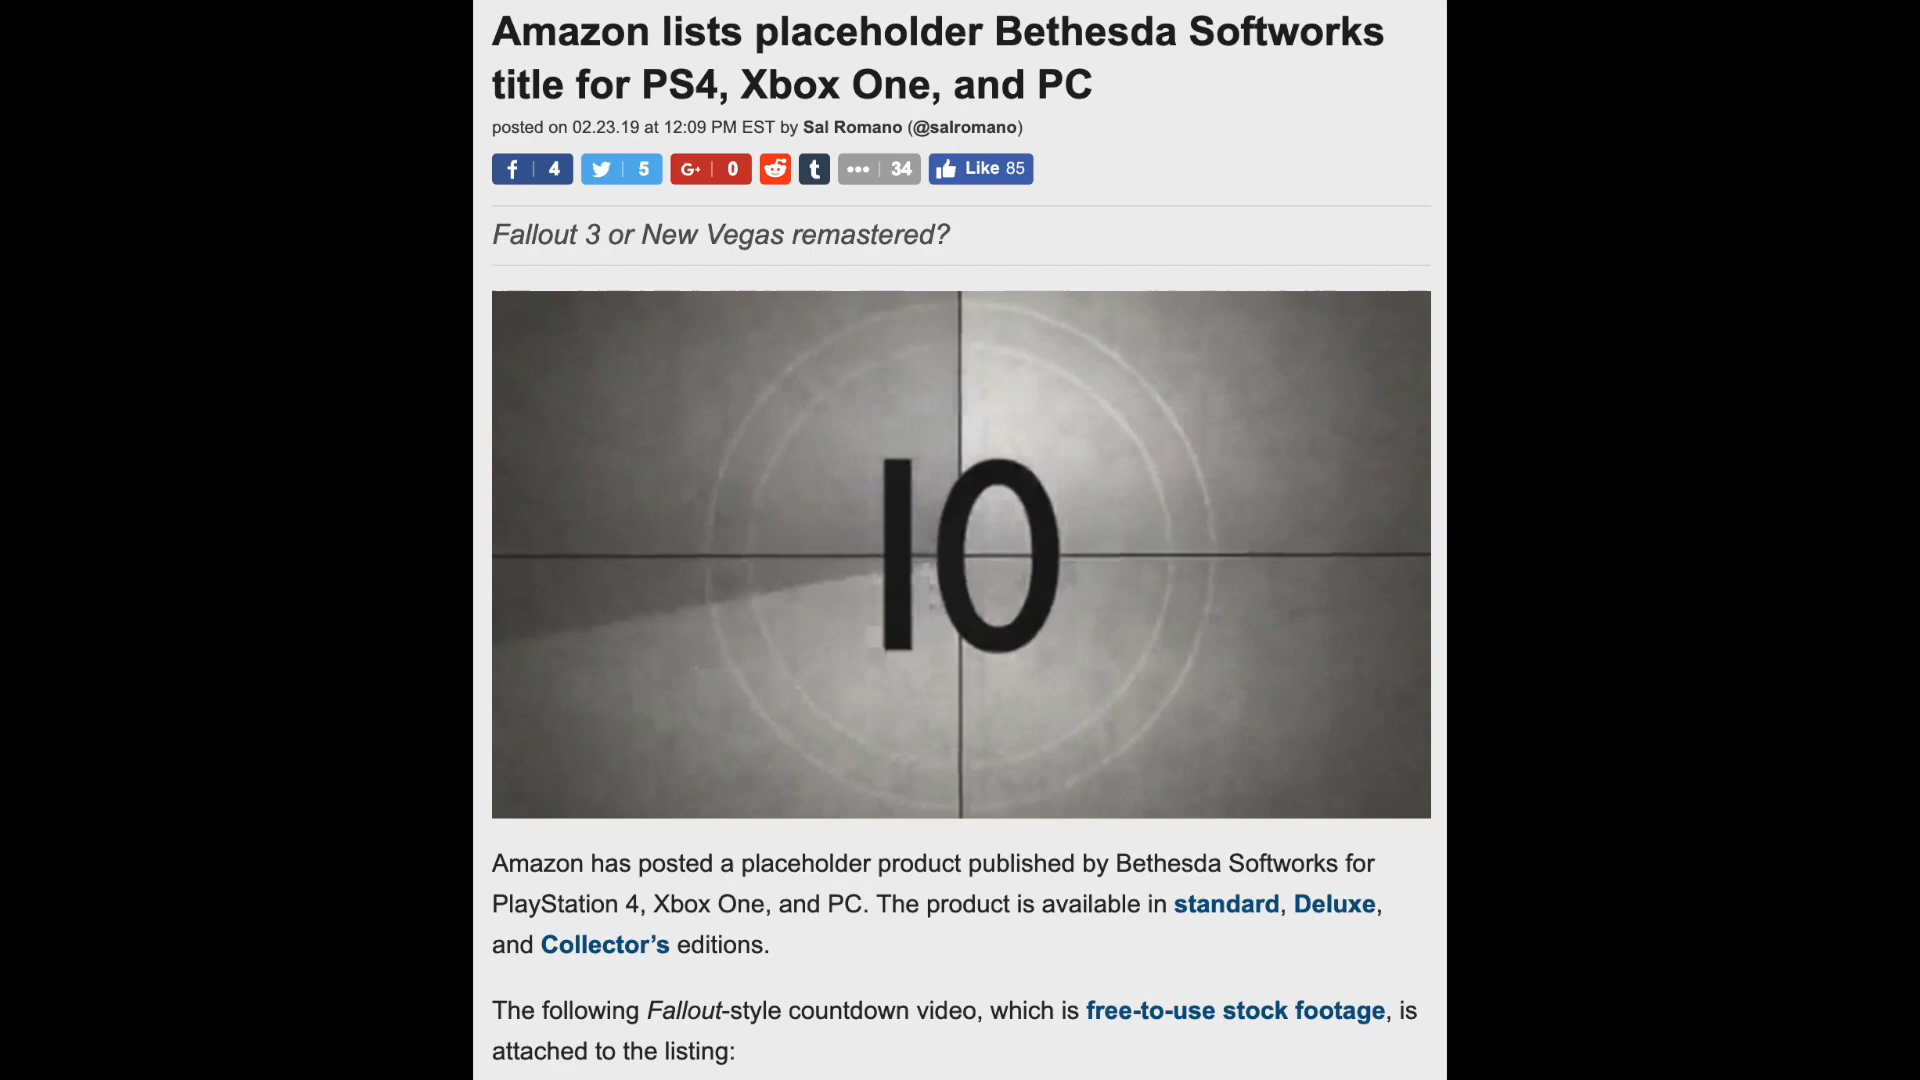 Amazon lists placeholder Bethesda Softworks
title for PS4, Xbox One, and PC
posted on 02.23.19 at 12:09 PM EST by Sal Romano (@salromano)
f 4 5 G+ 0 t ••• 34 Like 85
Fallout 3 or New Vegas remastered?
10
Amazon has posted a placeholder product published by Bethesda Softworks for
PlayStation 4, Xbox One, and PC. The product is available in standard, Deluxe,
and Collector’s editions.
The following Fallout-style countdown video, which is free-to-use stock footage, is
attached to the listing: